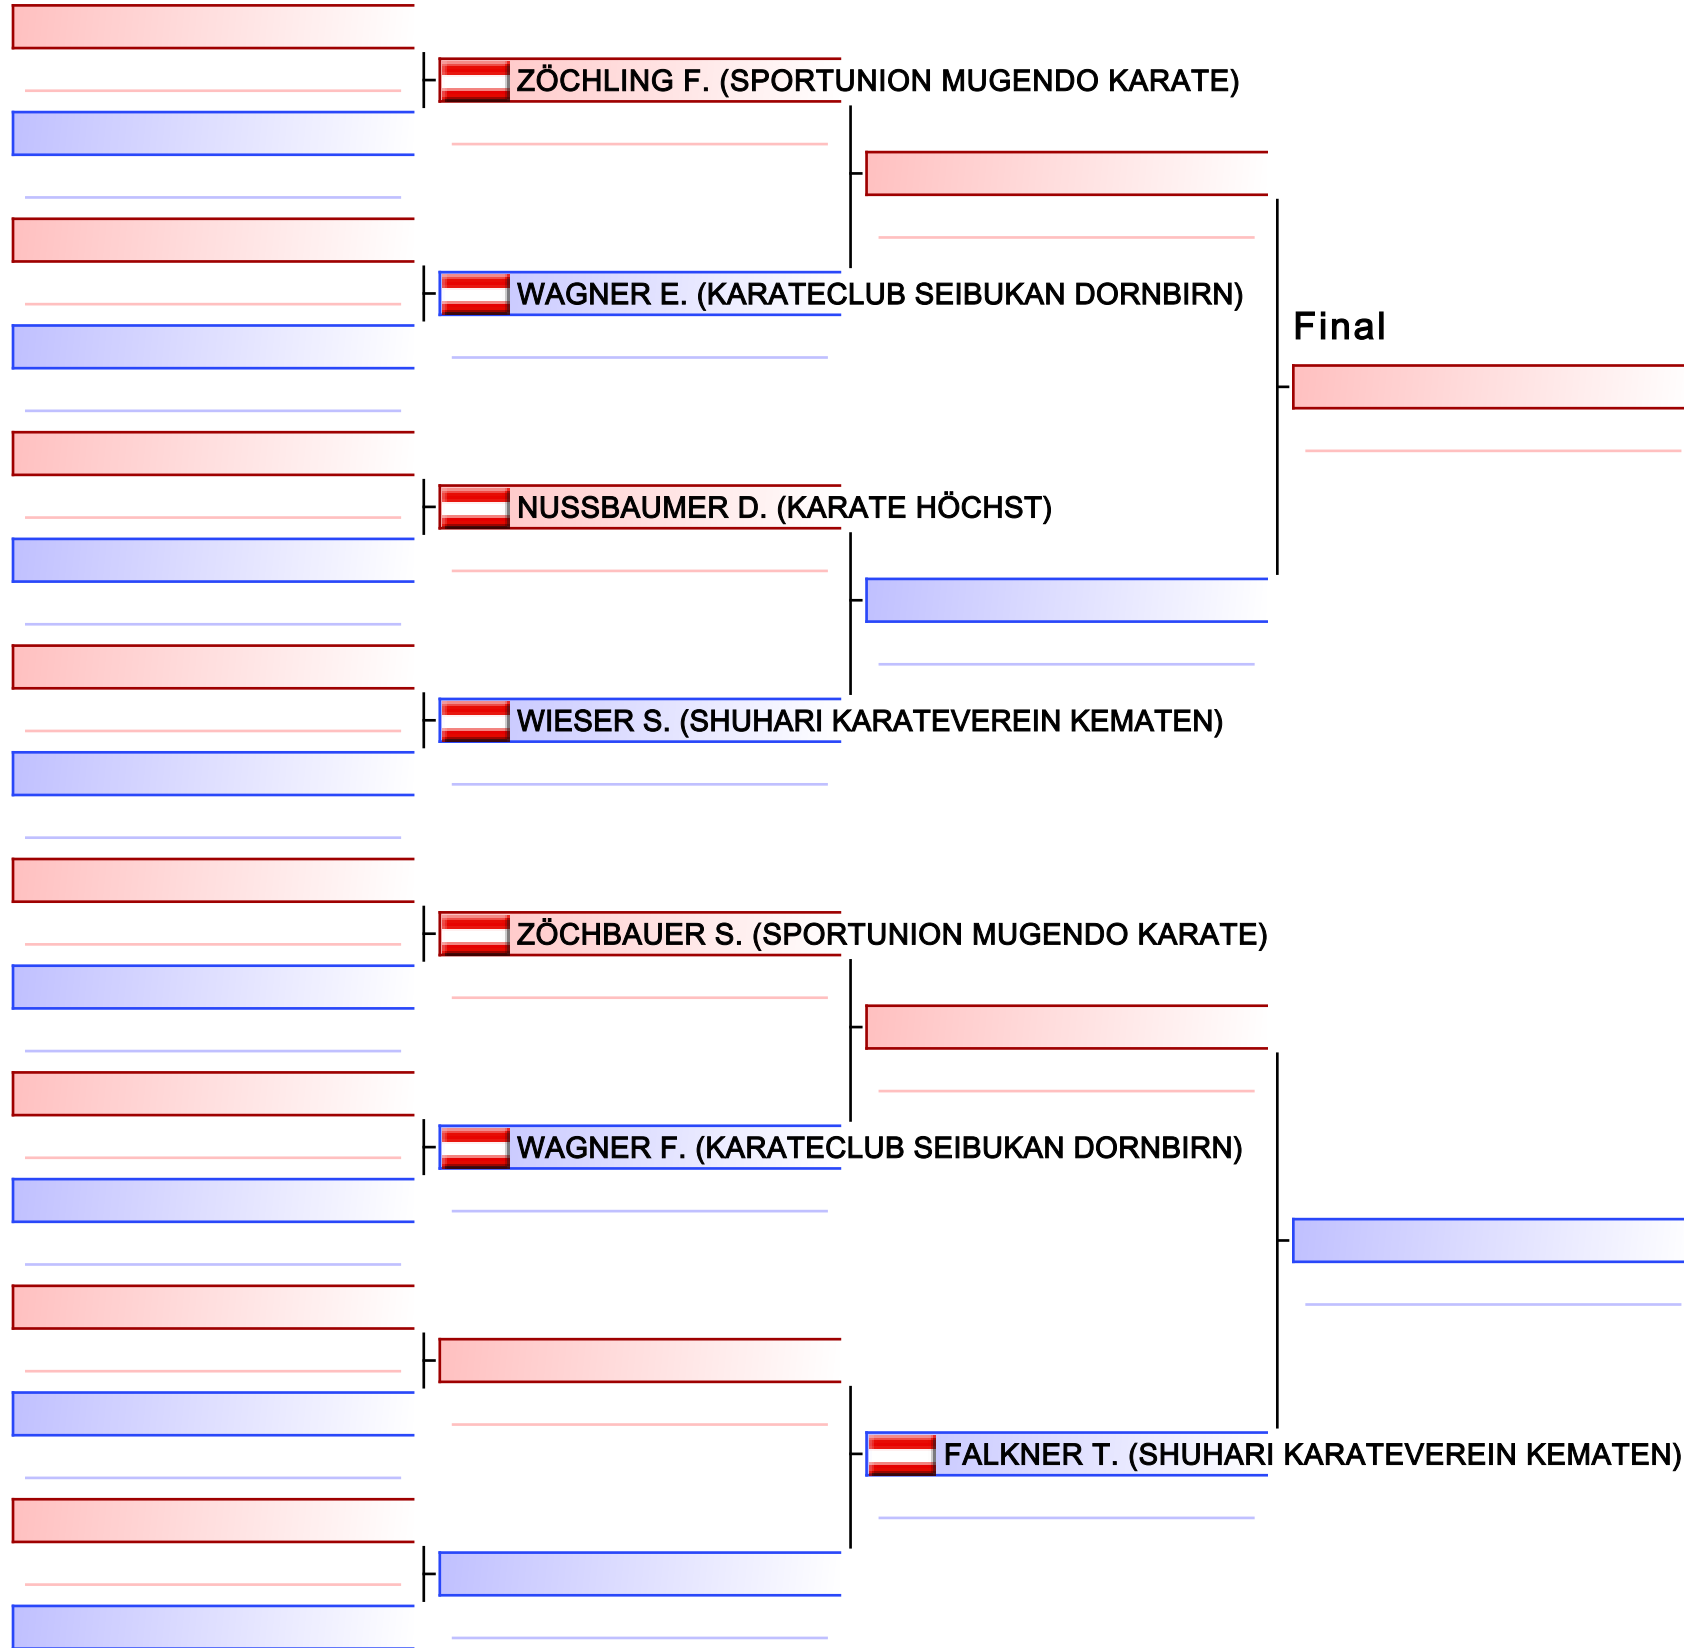 ZÖCHLING F. (SPORTUNION MUGENDO KARATE)
WAGNER E. (KARATECLUB SEIBUKAN DORNBIRN)
Final
NUSSBAUMER D. (KARATE HÖCHST)
WIESER S. (SHUHARI KARATEVEREIN KEMATEN)
ZÖCHBAUER S. (SPORTUNION MUGENDO KARATE)
WAGNER F. (KARATECLUB SEIBUKAN DORNBIRN)
FALKNER T. (SHUHARI KARATEVEREIN KEMATEN)